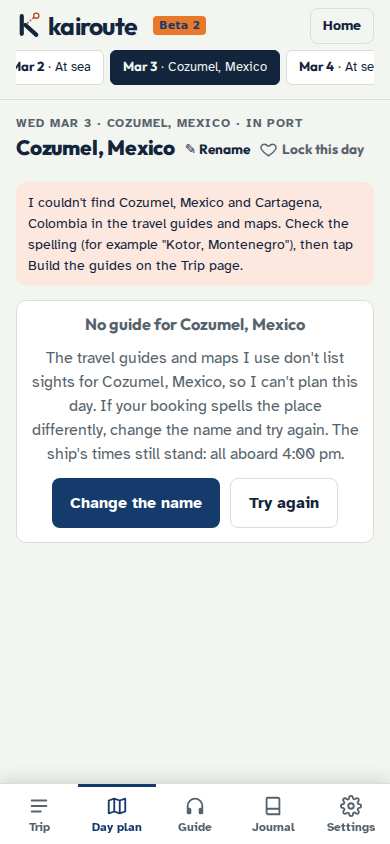 kairoute Beta 2 Home
Mar 2 · At sea Mar 3 · Cozumel, Mexico Mar 4 · At se
WED MAR 3 · COZUMEL, MEXICO · IN PORT
Cozumel, Mexico ✎ Rename Lock this day
I couldn't find Cozumel, Mexico and Cartagena,
Colombia in the travel guides and maps. Check the
spelling (for example "Kotor, Montenegro"), then tap
Build the guides on the Trip page.
No guide for Cozumel, Mexico
The travel guides and maps I use don't list
sights for Cozumel, Mexico, so I can't plan this
day. If your booking spells the place
differently, change the name and try again. The
ship's times still stand: all aboard 4:00 pm.
Change the name Try again
Trip Day plan Guide Journal Settings